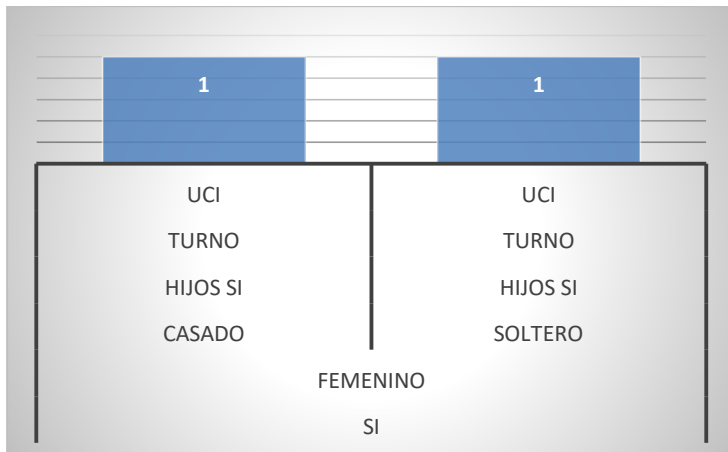 1 1
UCI UCI
TURNO TURNO
HIJOS SI HIJOS SI
CASADO SOLTERO
FEMENINO
SI